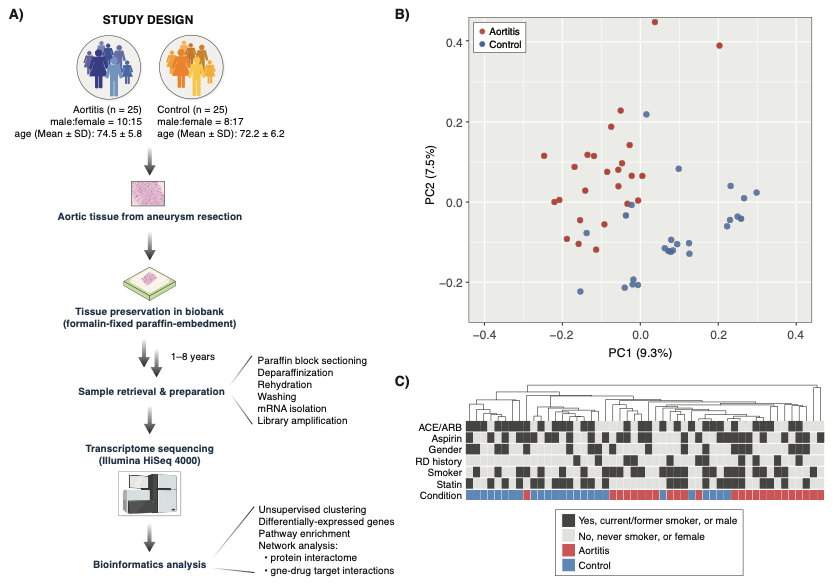 A)
STUDY DESIGN
Aortitis (n = 25)
male:female = 10:15
age (Mean ± SD): 74.5 ± 5.8
Control (n = 25)
male:female = 8:17
age (Mean ± SD): 72.2 ± 6.2
Aortic tissue from aneurysm resection
Tissue preservation in biobank
(formalin-fixed paraffin-embedment)
1–8 years
Sample retrieval & preparation
Paraffin block sectioning
Deparaffinization
Rehydration
Washing
mRNA isolation
Library amplification
Transcriptome sequencing
(Illumina HiSeq 4000)
Bioinformatics analysis
Unsupervised clustering
Differentially-expressed genes
Pathway enrichment
Network analysis:
• protein interactome
• gne-drug target interactions
B)
Aortitis
Control
PC2 (7.5%)
0.4
0.2
0.0
−0.2
−0.4
−0.2
0.0
0.2
0.4
PC1 (9.3%)
C)
ACE/ARB
Aspirin
Gender
RD history
Smoker
Statin
Condition
Yes, current/former smoker, or male
No, never smoker, or female
Aortitis
Control